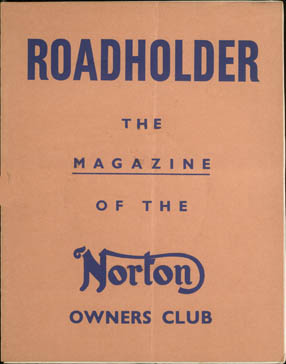 ROADHOLDER
THE
MAGAZINE
OF THE
Norton
OWNERS CLUB